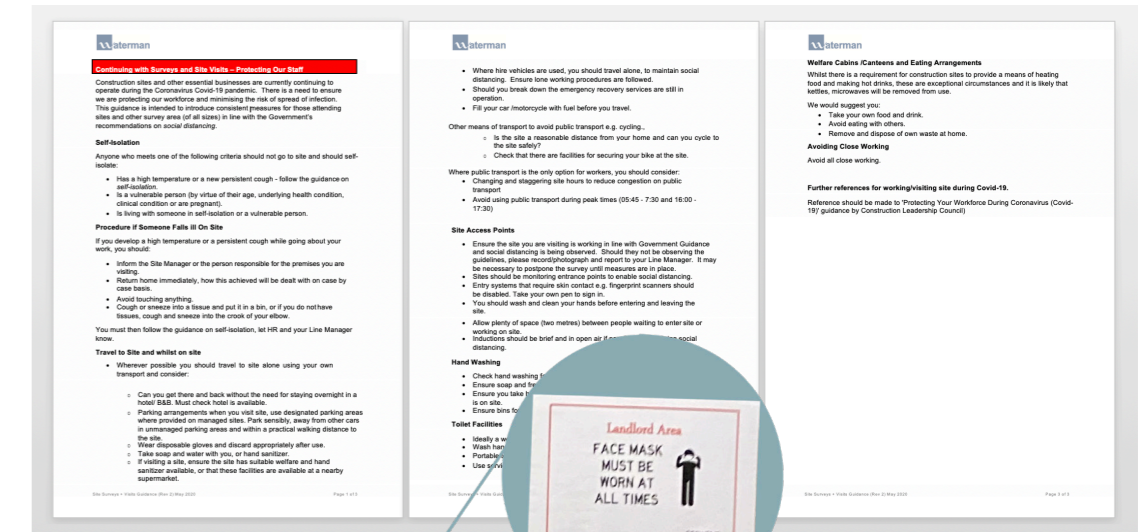 Waterman
Continuing with Surveys and Site Visits – Protecting Our Staff
Construction sites and other essential businesses are currently continuing to
operate during the Coronavirus Covid-19 pandemic. There is a need to ensure
we are protecting our workforce and minimising the risk of spread of infection.
This guidance is intended to introduce consistent measures for those attending
sites and other survey area (of all sizes) in line with the Government's
recommendations on social distancing.
Self-Isolation
Anyone who meets one of the following criteria should not go to site and should self-
isolate:
• Has a high temperature or a new persistent cough - follow the guidance on
self-isolation.
• Is a vulnerable person (by virtue of their age, underlying health condition,
clinical condition or are pregnant).
• Is living with someone in self-isolation or a vulnerable person.
Procedure if Someone Falls ill On Site
If you develop a high temperature or a persistent cough while going about your
work, you should:
• Inform the Site Manager or the person responsible for the premises you are
visiting.
• Return home immediately, how this achieved will be dealt with on case by
case basis.
• Avoid touching anything.
• Cough or sneeze into a tissue and put it in a bin, or if you do not have
tissues, cough and sneeze into the crook of your elbow.
You must then follow the guidance on self-isolation, let HR and your Line Manager
know.
Travel to Site and whilst on site
• Wherever possible you should travel to site alone using your own
transport and consider:
○ Can you get there and back without the need for staying overnight in a
hotel/ B&B. Must check hotel is available.
○ Parking arrangements when you visit site, use designated parking areas
where provided on managed sites. Park sensibly, away from other cars
in unmanaged parking areas and within a practical walking distance to
the site.
○ Wear disposable gloves and discard appropriately after use.
○ Take soap and water with you, or hand sanitizer.
○ If visiting a site, ensure the site has suitable welfare and hand
sanitizer available, or that these facilities are available at a nearby
supermarket.
Site Surveys + Visits Guidance (Rev 2) May 2020 Page 1 of 3
Waterman
• Where hire vehicles are used, you should travel alone, to maintain social
distancing. Ensure lone working procedures are followed.
• Should you break down the emergency recovery services are still in
operation.
• Fill your car /motorcycle with fuel before you travel.
Other means of transport to avoid public transport e.g. cycling.,
○ Is the site a reasonable distance from your home and can you cycle to
the site safely?
○ Check that there are facilities for securing your bike at the site.
Where public transport is the only option for workers, you should consider:
• Changing and staggering site hours to reduce congestion on public
transport
• Avoid using public transport during peak times (05:45 - 7:30 and 16:00 -
17:30)
Site Access Points
• Ensure the site you are visiting is working in line with Government Guidance
and social distancing is being observed. Should they not be observing the
guidelines, please record/photograph and report to your Line Manager. It may
be necessary to postpone the survey until measures are in place.
• Sites should be monitoring entrance points to enable social distancing.
• Entry systems that require skin contact e.g. fingerprint scanners should
be disabled. Take your own pen to sign in.
• You should wash and clean your hands before entering and leaving the
site.
• Allow plenty of space (two metres) between people waiting to enter site or
working on site.
• Inductions should be brief and in open air if social
distancing.
Hand Washing
• Check hand washing
• Ensure soap and
• Ensure you take
is on site.
• Ensure bins
Toilet Facilities
• Ideally a
• Wash
• Portable
• Use
Site Surveys + Visits
Landlord Area
FACE MASK
MUST BE
WORN AT
ALL TIMES
Waterman
Welfare Cabins /Canteens and Eating Arrangements
Whilst there is a requirement for construction sites to provide a means of heating
food and making hot drinks, these are exceptional circumstances and it is likely that
kettles, microwaves will be removed from use.
We would suggest you:
• Take your own food and drink.
• Avoid eating with others.
• Remove and dispose of own waste at home.
Avoiding Close Working
Avoid all close working.
Further references for working/visiting site during Covid-19.
Reference should be made to 'Protecting Your Workforce During Coronavirus (Covid-
19)' guidance by Construction Leadership Council)
Site Surveys + Visits Guidance (Rev 2) May 2020 Page 3 of 3